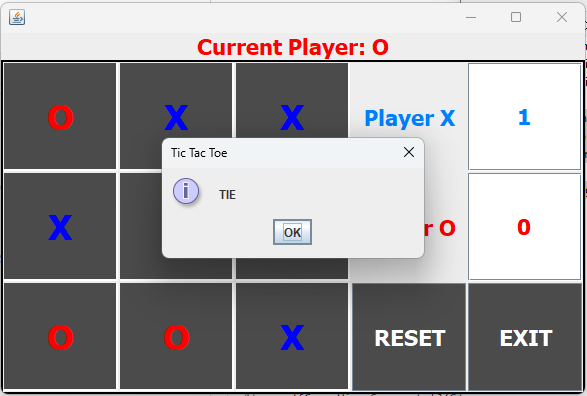 Current Player: O
O X X Player X 1
Tic Tac Toe
TIE
X r O 0
OK
O O X RESET EXIT